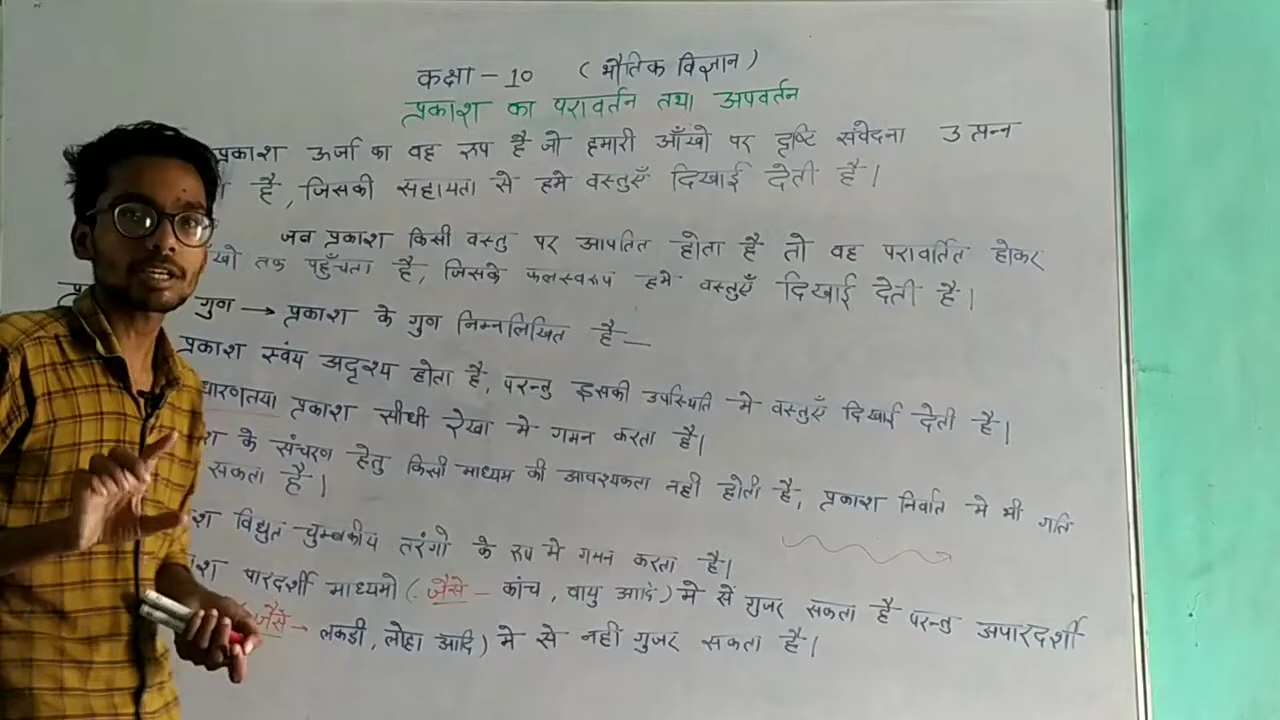 कक्षा - 10 ( भौतिक विज्ञान )
प्रकाश का परावर्तन तथा अपवर्तन
प्रकाश ऊर्जा का वह रूप है जो हमारी आँखो पर दृष्टि संवेदना उत्पन्न
है, जिसकी सहायता से हमे वस्तुएँ दिखाई देती है।
जब प्रकाश किसी वस्तु पर आपतित होता है तो वह परावर्तित होकर
तक पहुँचता है, जिसके फलस्वरूप हमे वस्तुएँ दिखाई देती है।
गुण → प्रकाश के गुण निम्नलिखित है —
प्रकाश स्वंय अदृश्य होता है, परन्तु इसकी उपस्थिति मे वस्तुएँ दिखाई देती है।
धारणतया प्रकाश सीधी रेखा मे गमन करता है।
के संचरण हेतु किसी माध्यम की आवश्यकता नही होती है, प्रकाश निर्वात मे भी गति
सकता है।
विद्युत चुम्बकीय तरंगो के रूप मे गमन करता है।
पारदर्शी माध्यमो ( जैसे - कांच, वायु आदि ) मे से गुजर सकता है परन्तु अपारदर्शी
जैसे → लकडी, लोहा आदि ) मे से नही गुजर सकता है।